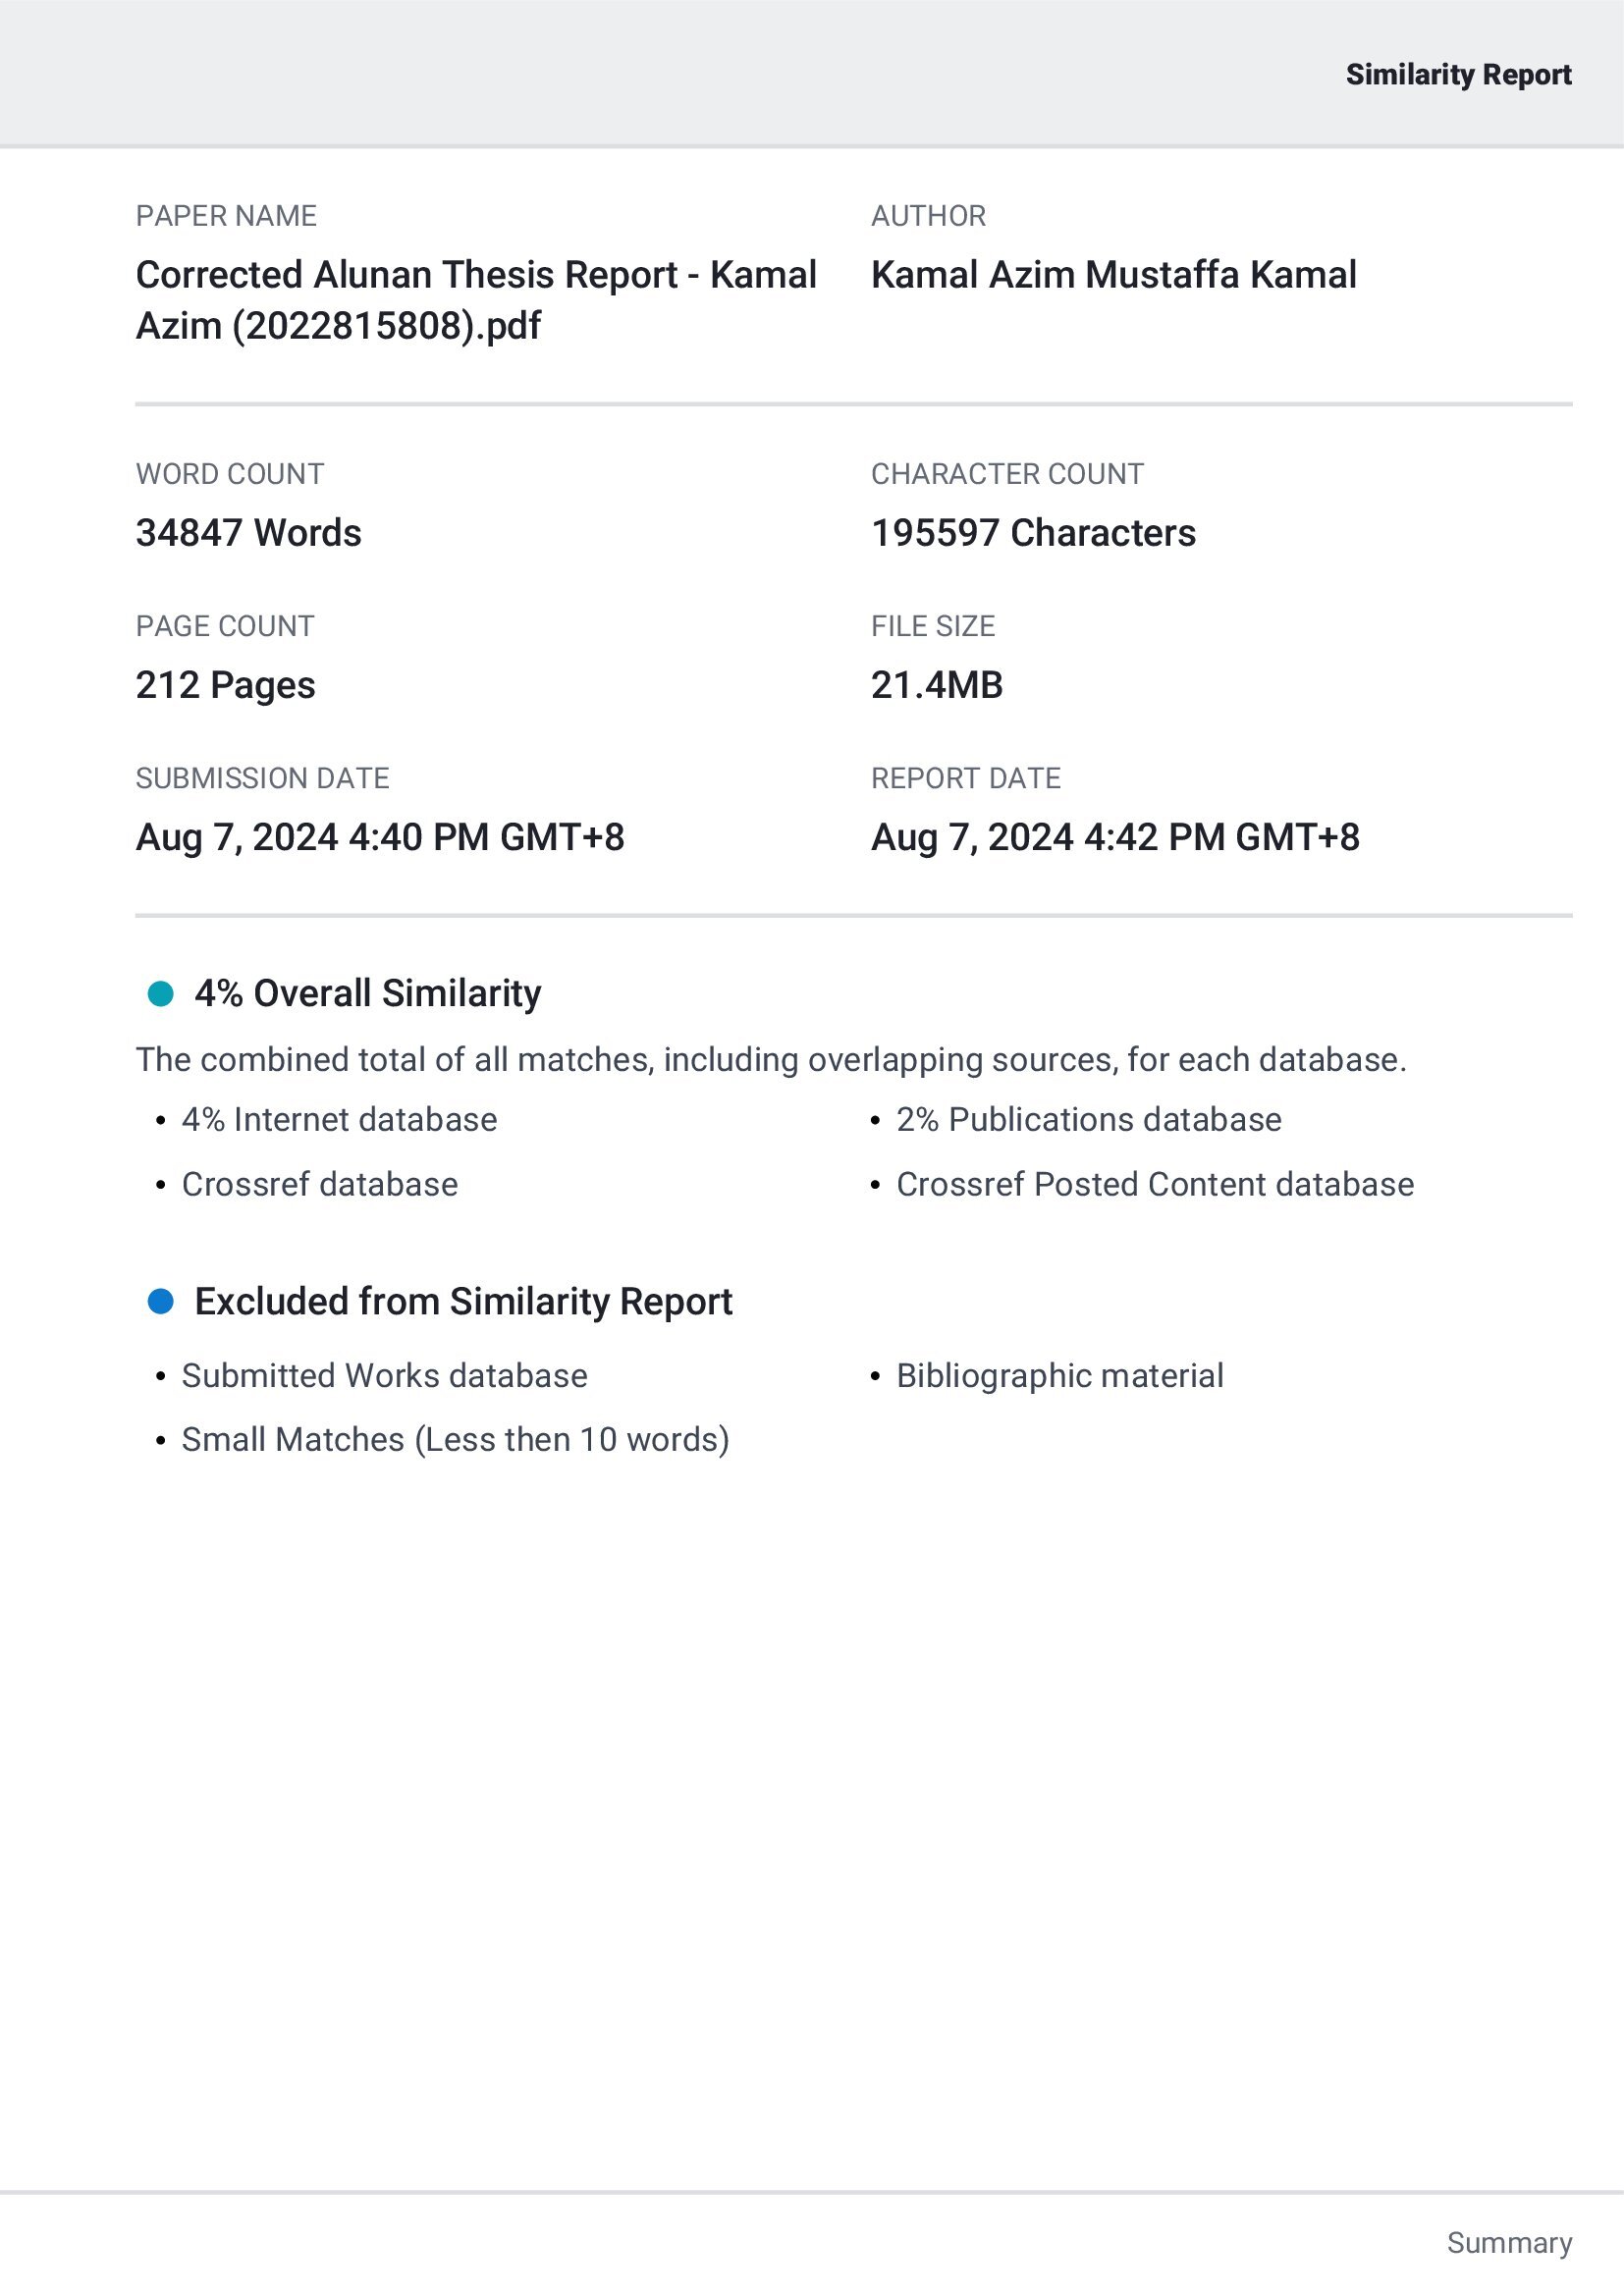 Similarity Report
PAPER NAME
Corrected Alunan Thesis Report - Kamal
Azim (2022815808).pdf
AUTHOR
Kamal Azim Mustaffa Kamal
WORD COUNT
34847 Words
CHARACTER COUNT
195597 Characters
PAGE COUNT
212 Pages
FILE SIZE
21.4MB
SUBMISSION DATE
Aug 7, 2024 4:40 PM GMT+8
REPORT DATE
Aug 7, 2024 4:42 PM GMT+8
4% Overall Similarity
The combined total of all matches, including overlapping sources, for each database.
• 4% Internet database
• 2% Publications database
• Crossref database
• Crossref Posted Content database
Excluded from Similarity Report
• Submitted Works database
• Bibliographic material
• Small Matches (Less then 10 words)
Summary